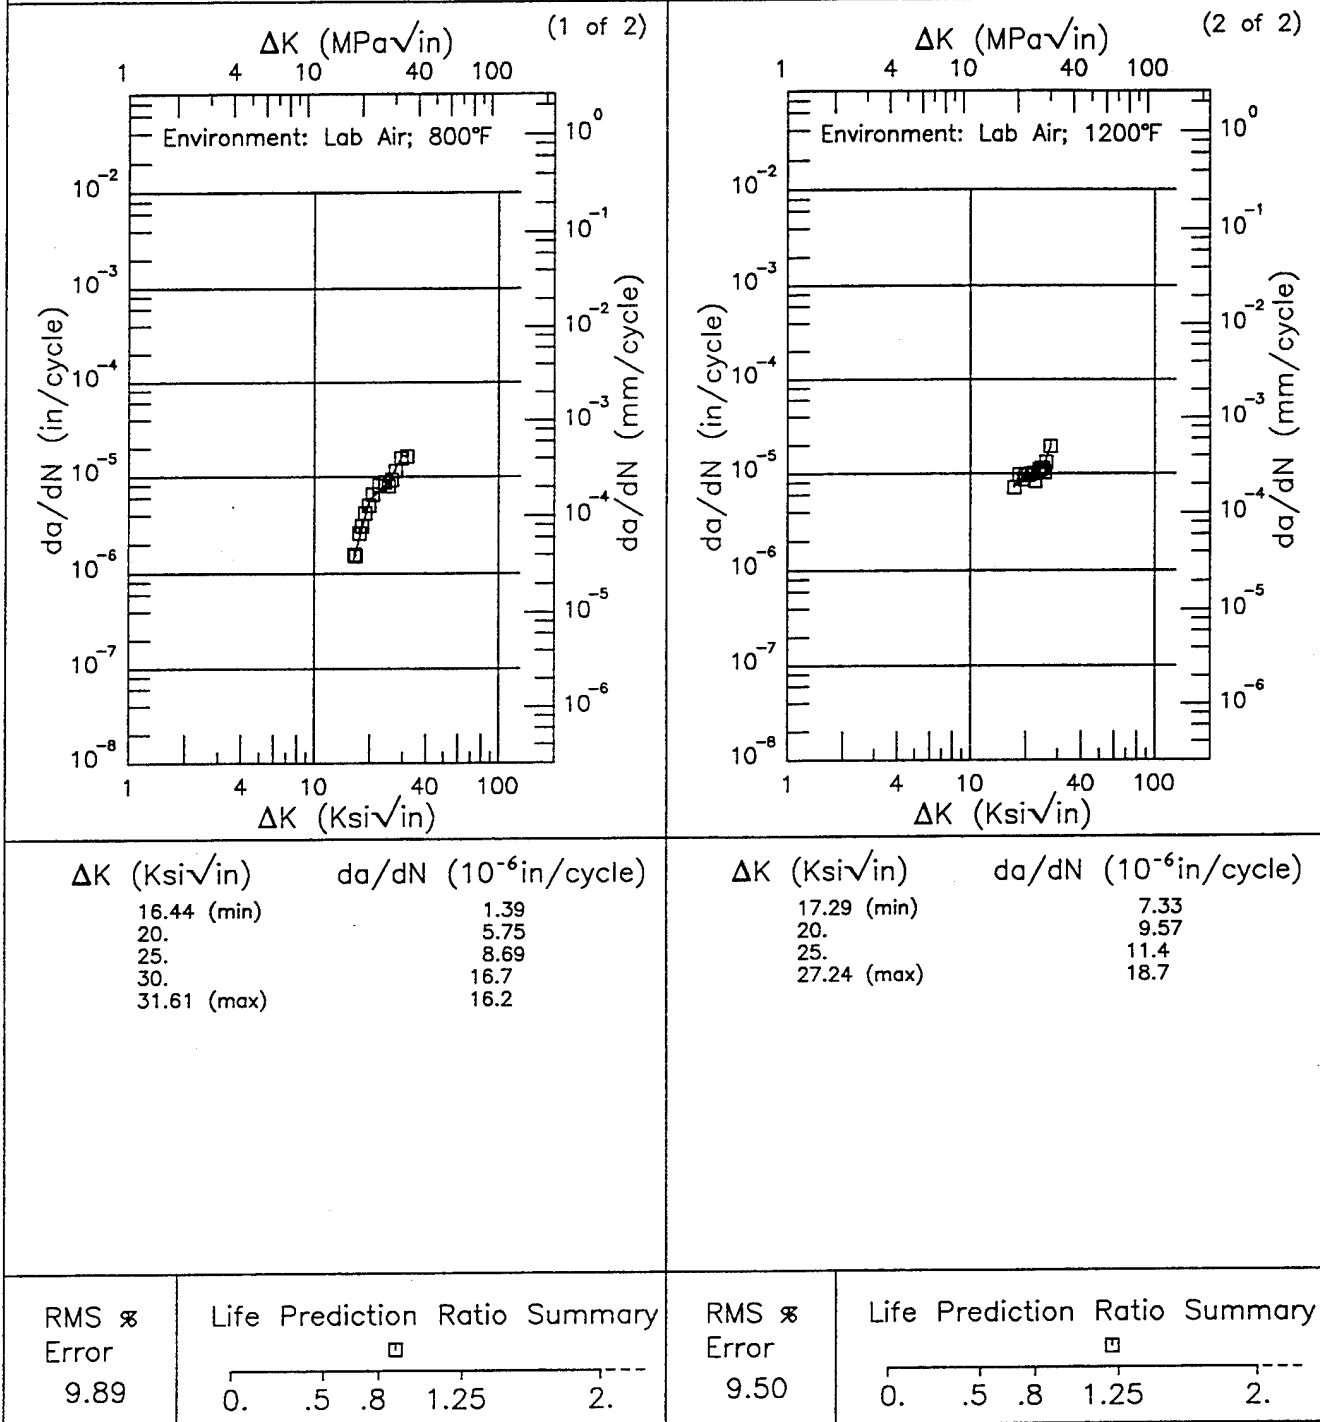 (1 of 2)
ΔK (MPa√in)
1 4 10 40 100
Environment: Lab Air; 800°F
10⁻²
10⁻³
10⁻⁴
10⁻⁵
10⁻⁶
10⁻⁷
10⁻⁸
da/dN (in/cycle)
10⁰
10⁻¹
10⁻²
10⁻³
10⁻⁴
10⁻⁵
10⁻⁶
da/dN (mm/cycle)
1 4 10 40 100
ΔK (Ksi√in)
ΔK (Ksi√in) da/dN (10⁻⁶in/cycle)
16.44 (min) 1.39
20. 5.75
25. 8.69
30. 16.7
31.61 (max) 16.2
RMS %
Error
9.89
Life Prediction Ratio Summary
0. .5 .8 1.25 2.
(2 of 2)
ΔK (MPa√in)
1 4 10 40 100
Environment: Lab Air; 1200°F
10⁻²
10⁻³
10⁻⁴
10⁻⁵
10⁻⁶
10⁻⁷
10⁻⁸
da/dN (in/cycle)
10⁰
10⁻¹
10⁻²
10⁻³
10⁻⁴
10⁻⁵
10⁻⁶
da/dN (mm/cycle)
1 4 10 40 100
ΔK (Ksi√in)
ΔK (Ksi√in) da/dN (10⁻⁶in/cycle)
17.29 (min) 7.33
20. 9.57
25. 11.4
27.24 (max) 18.7
RMS %
Error
9.50
Life Prediction Ratio Summary
0. .5 .8 1.25 2.